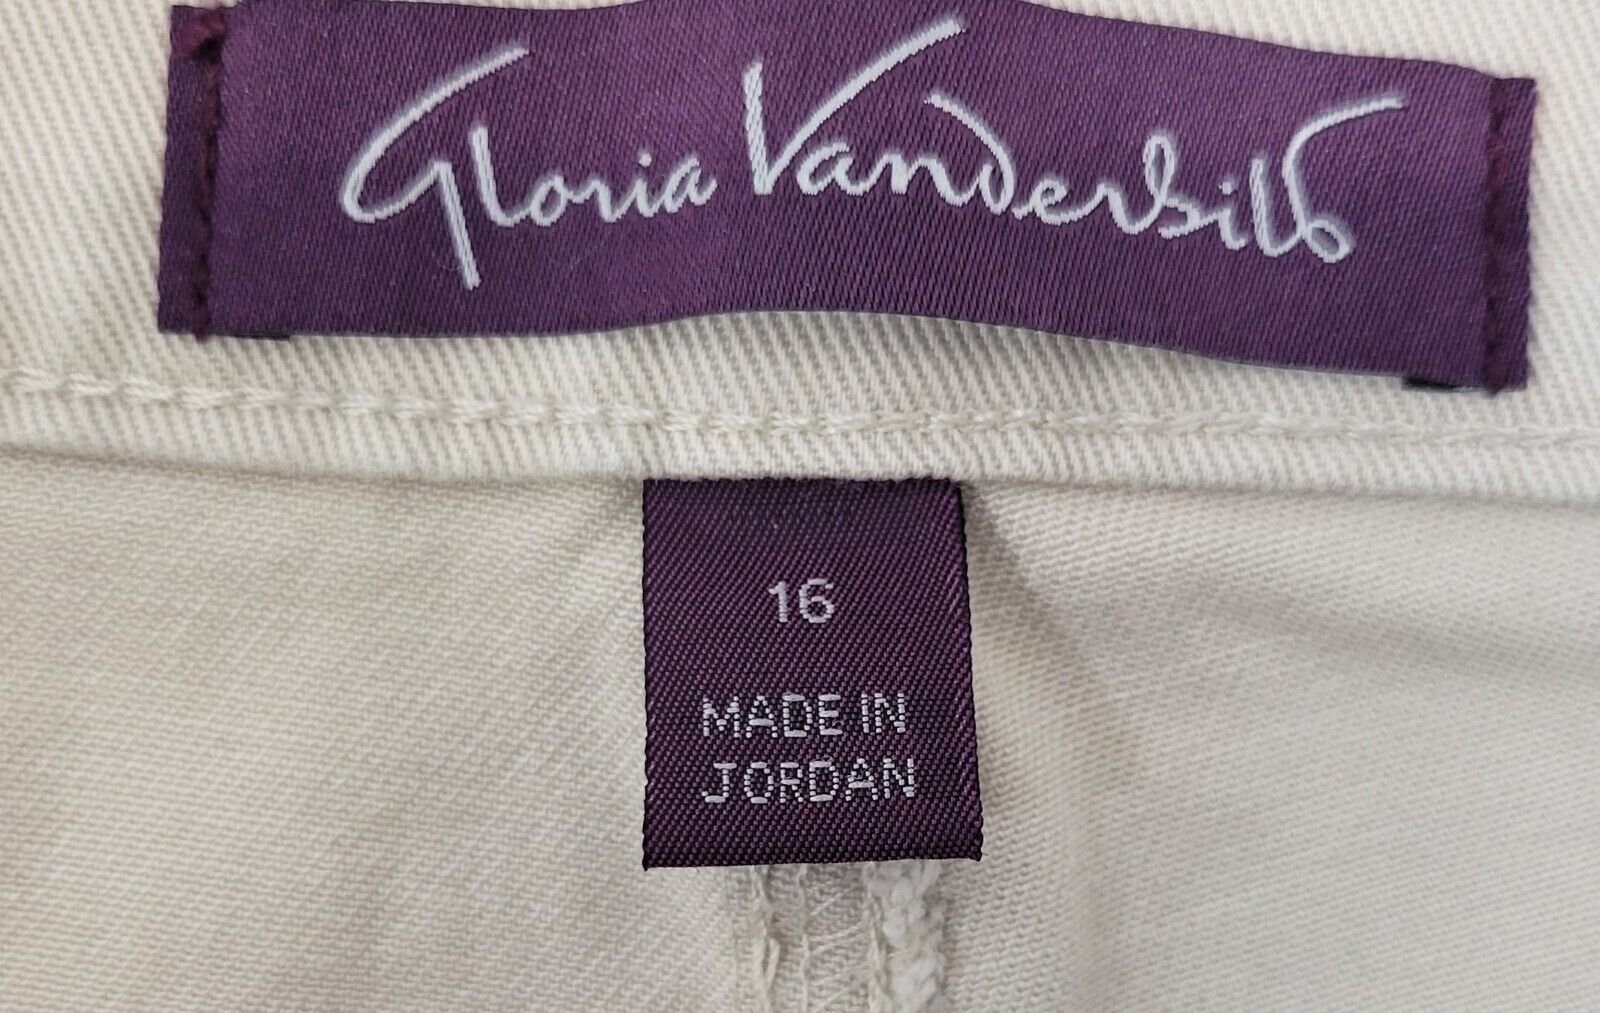 Gloria Vanderbilt
16
MADE IN
JORDAN